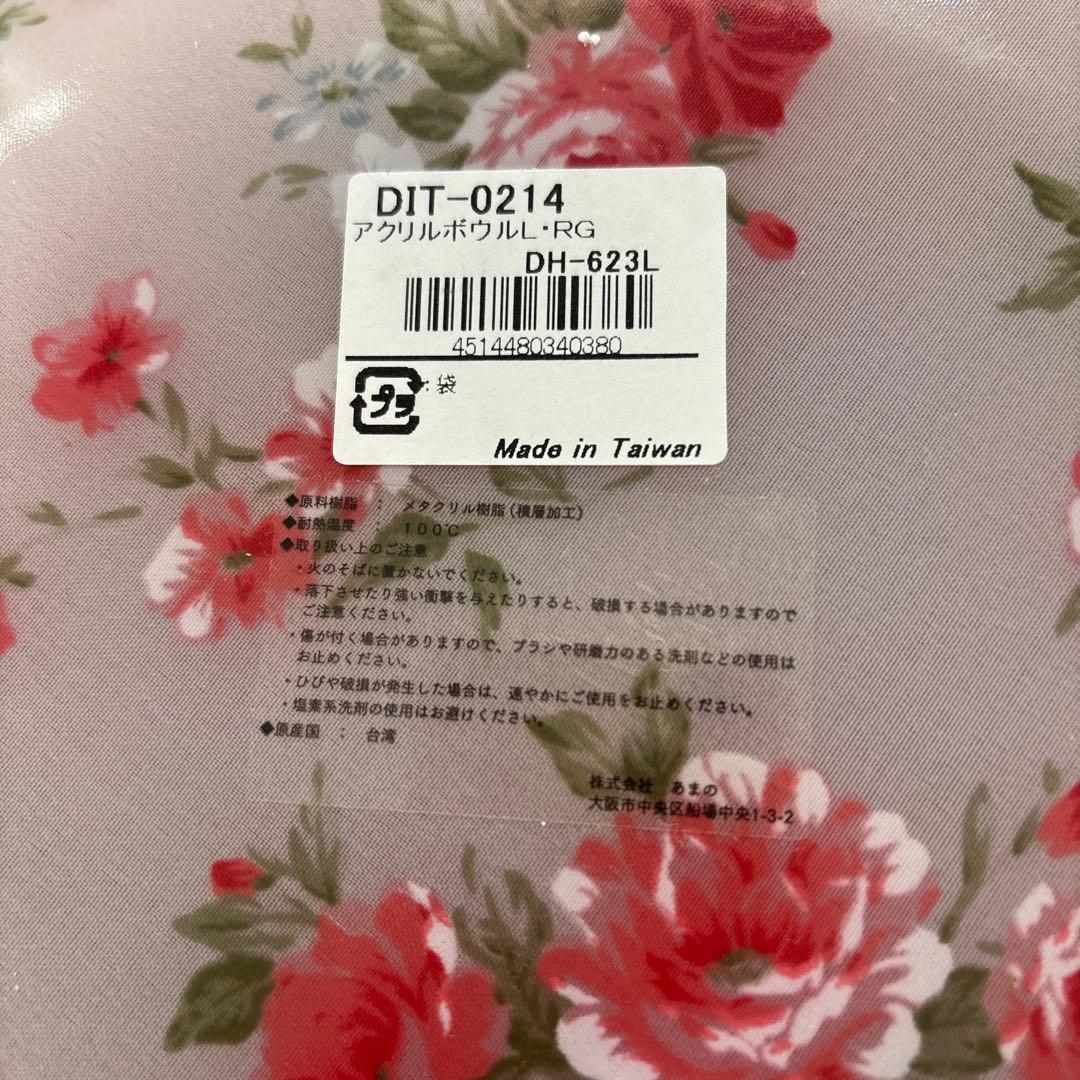 DIT-0214
アクリルボウルL・RG
DH-623L
4514480340380
プラ : 袋
Made in Taiwan
◆原料樹脂 : メタクリル樹脂(積層加工)
◆耐熱温度 : 100℃
◆取り扱い上のご注意
・火のそばに置かないでください。
・落下させたり強い衝撃を与えたりすると、破損する場合がありますので
ご注意ください。
・傷が付く場合がありますので、ブラシや研磨力のある洗剤などの使用は
お止めください。
・ひびや破損が発生した場合は、速やかにご使用をお止めください。
・塩素系洗剤の使用はお避けください。
◆原産国 : 台湾
株式会社 あまの
大阪市中央区船場中央1-3-2